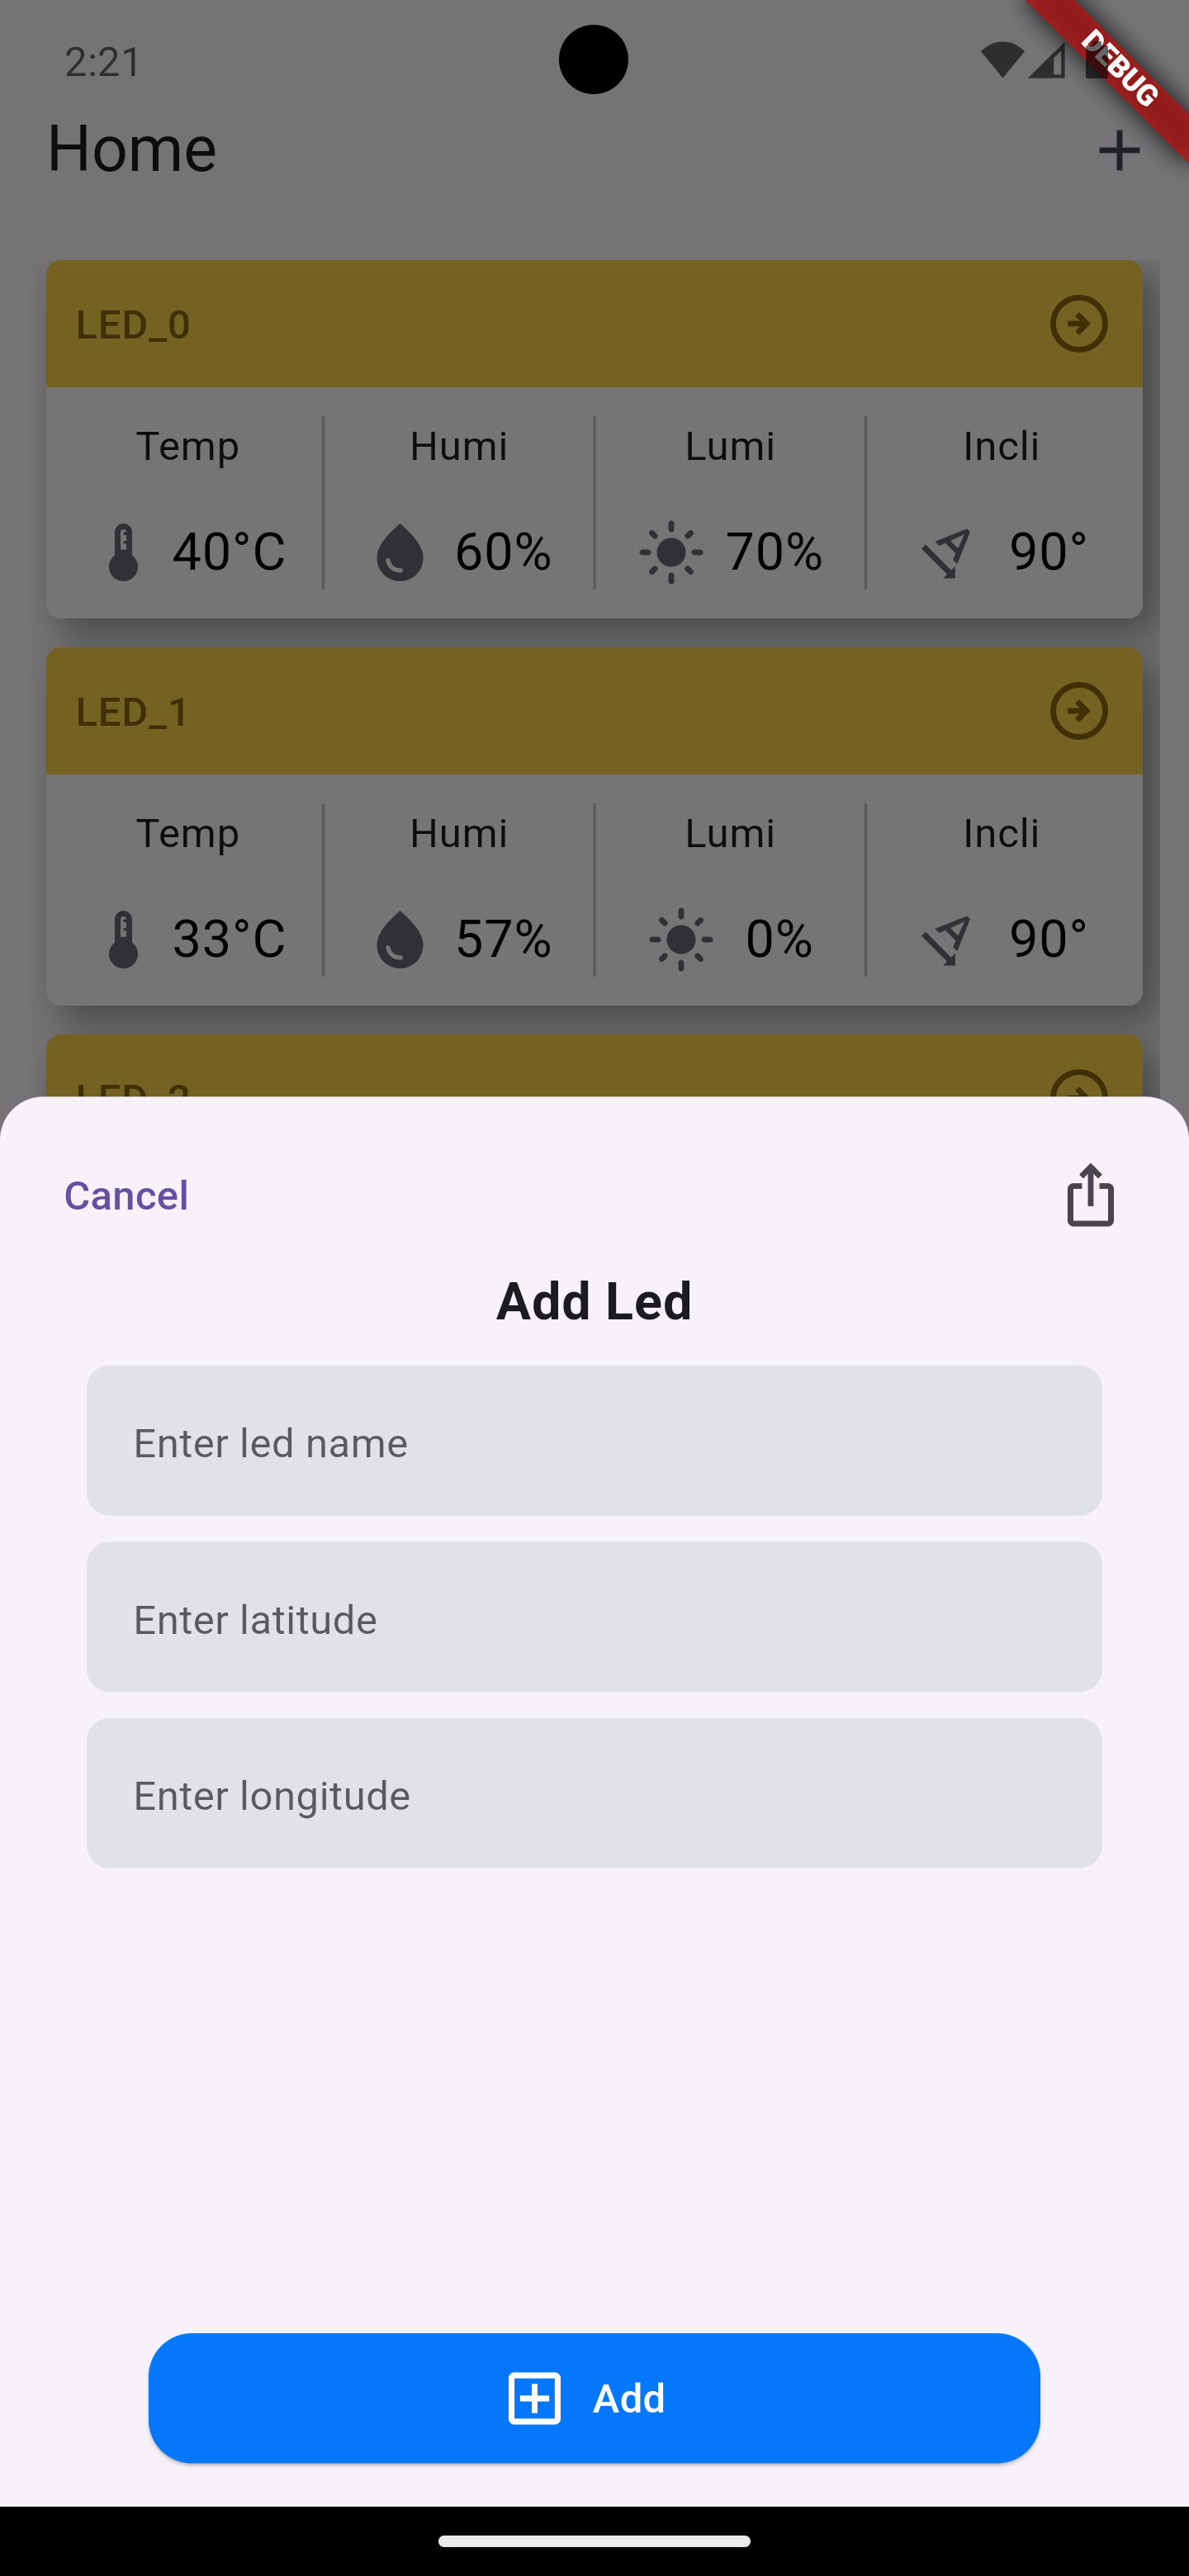 2:21
DEBUG
Home
LED_0
Temp Humi Lumi Incli
40°C 60% 70% 90°
LED_1
Temp Humi Lumi Incli
33°C 57% 0% 90°
Cancel
Add Led
Enter led name
Enter latitude
Enter longitude
Add